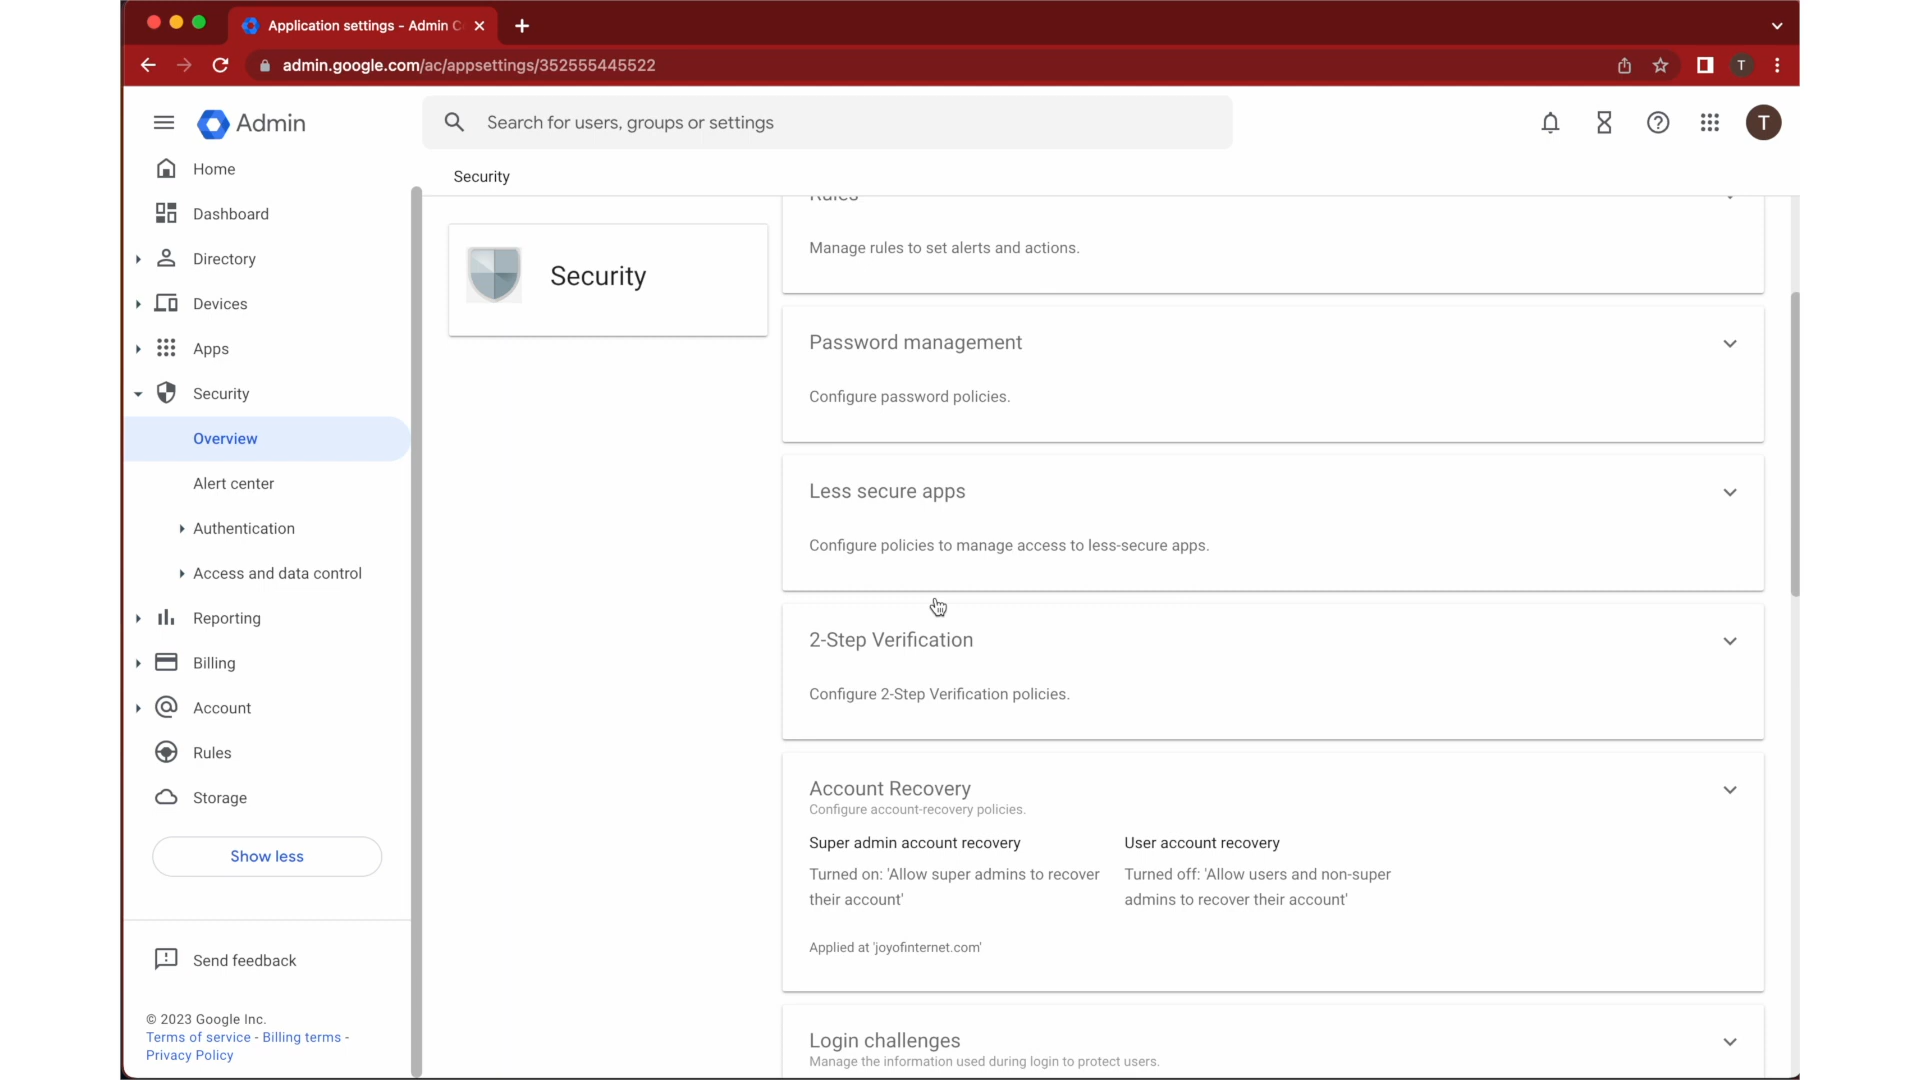 Application settings - Admin C
admin.google.com/ac/appsettings/352555445522
T
Admin
Search for users, groups or settings
T
Home
Dashboard
Directory
Devices
Apps
Security
Overview
Alert center
Authentication
Access and data control
Reporting
Billing
Account
Rules
Storage
Show less
Send feedback
© 2023 Google Inc.
Terms of service - Billing terms -
Privacy Policy
Security
Security
Rules
Manage rules to set alerts and actions.
Password management
Configure password policies.
Less secure apps
Configure policies to manage access to less-secure apps.
2-Step Verification
Configure 2-Step Verification policies.
Account Recovery
Configure account-recovery policies.
Super admin account recovery
Turned on: 'Allow super admins to recover
their account'
User account recovery
Turned off: 'Allow users and non-super
admins to recover their account'
Applied at 'joyofinternet.com'
Login challenges
Manage the information used during login to protect users.